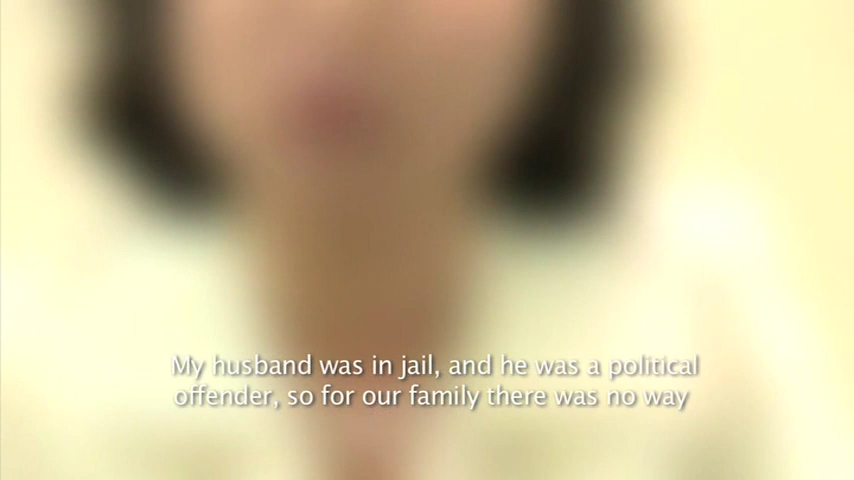 My husband was in jail, and he was a political
offender, so for our family there was no way